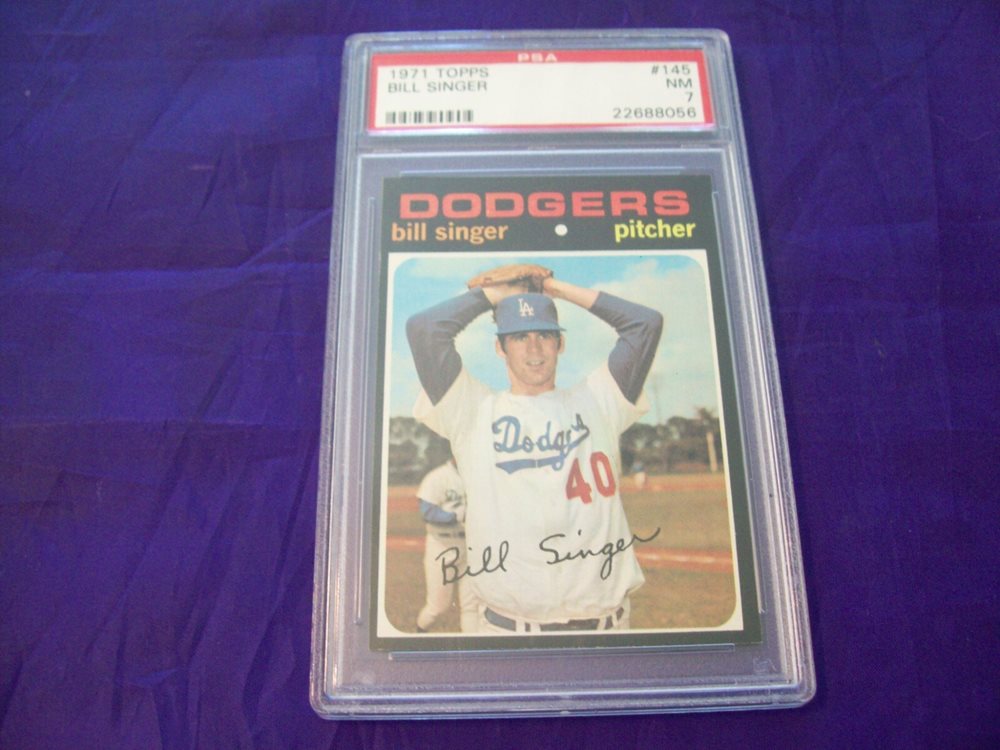 PSA
1971 TOPPS #145
BILL SINGER NM
7
22688056
DODGERS
bill singer pitcher
LA
Dodgers
40
Bill Singer